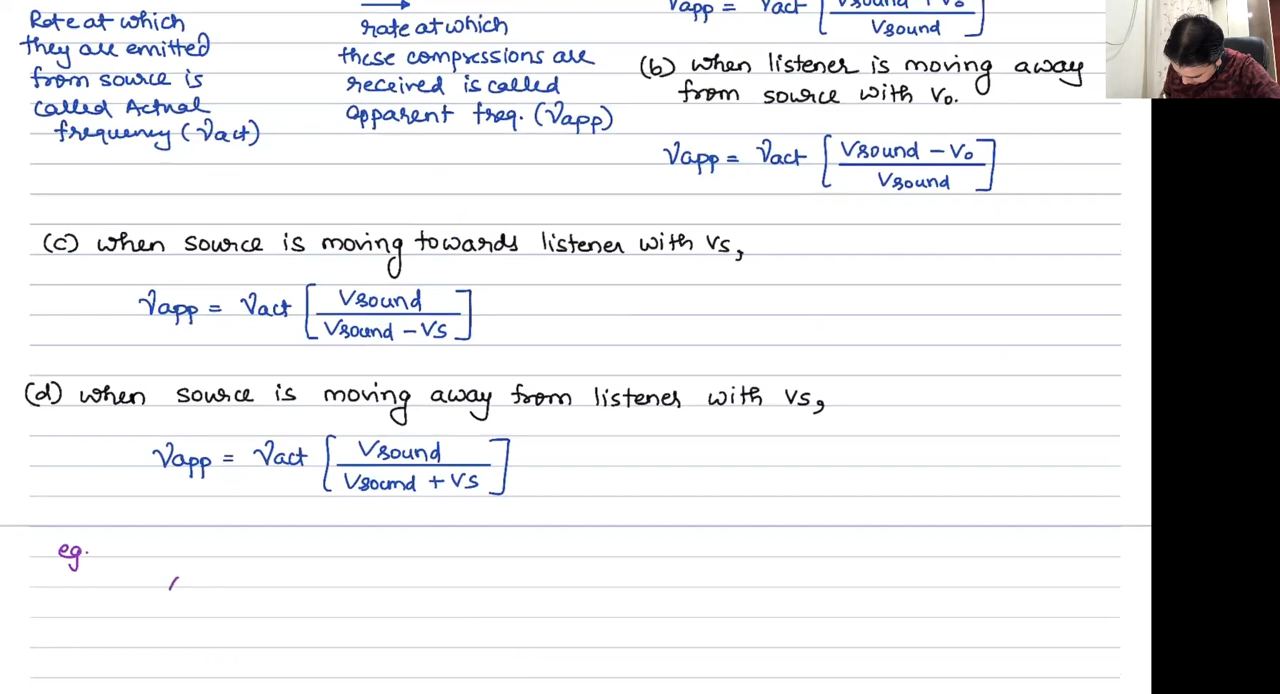 Rate at which
they are emitted
from source is
called Actual
frequency (νact)
rate at which
these compressions are
received is called
apparent freq. (νapp)
νapp = νact [ Vsound + Vo / Vsound ]
(b) when listener is moving away
from source with Vo.
νapp = νact [ Vsound – Vo / Vsound ]
(c) when source is moving towards listener with Vs,
νapp = νact [ Vsound / Vsound – Vs ]
(d) when source is moving away from listener with Vs,
νapp = νact [ Vsound / Vsound + Vs ]
eg.